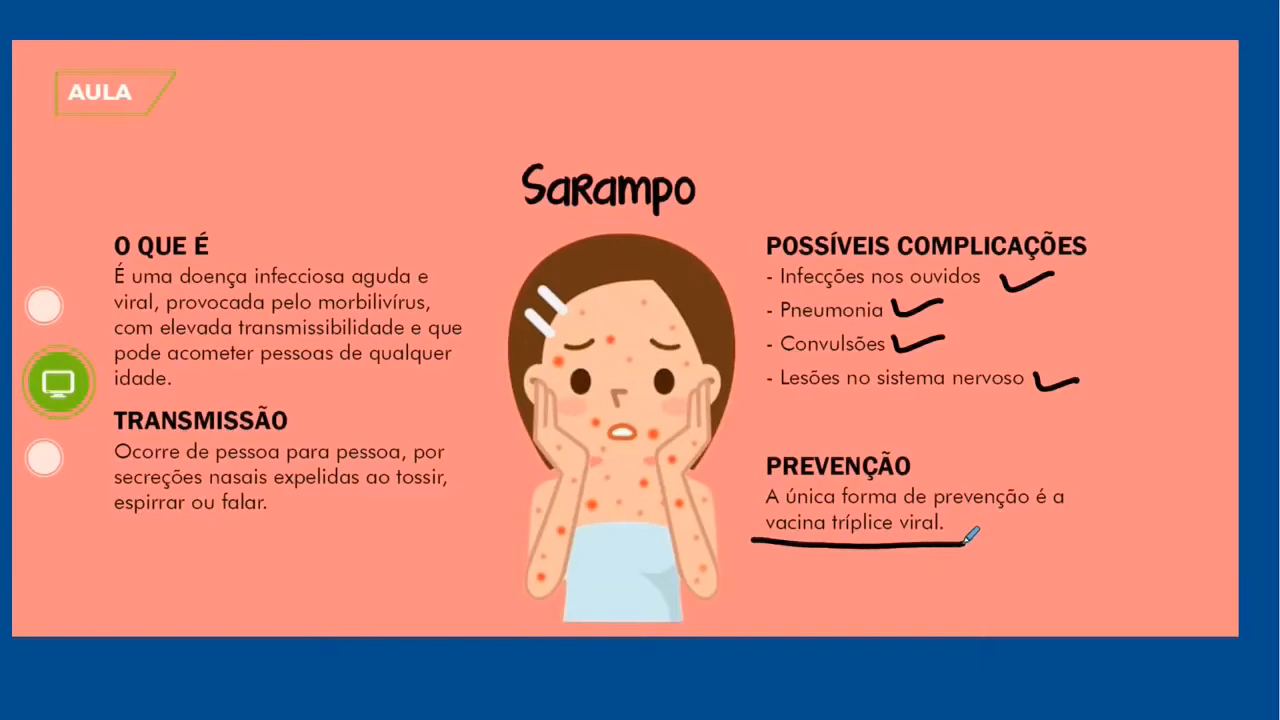 AULA
Sarampo
O QUE É
É uma doença infecciosa aguda e
viral, provocada pelo morbilivírus,
com elevada transmissibilidade e que
pode acometer pessoas de qualquer
idade.
TRANSMISSÃO
Ocorre de pessoa para pessoa, por
secreções nasais expelidas ao tossir,
espirrar ou falar.
POSSÍVEIS COMPLICAÇÕES
- Infecções nos ouvidos
- Pneumonia
- Convulsões
- Lesões no sistema nervoso
PREVENÇÃO
A única forma de prevenção é a
vacina tríplice viral.